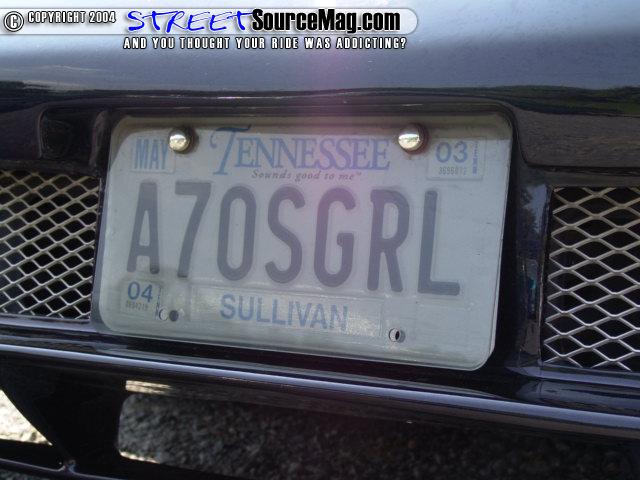 © COPYRIGHT 2004 STREETSourceMag.com
AND YOU THOUGHT YOUR RIDE WAS ADDICTING?
MAY TENNESSEE 03
Sounds good to me™
A70SGRL
04 SULLIVAN